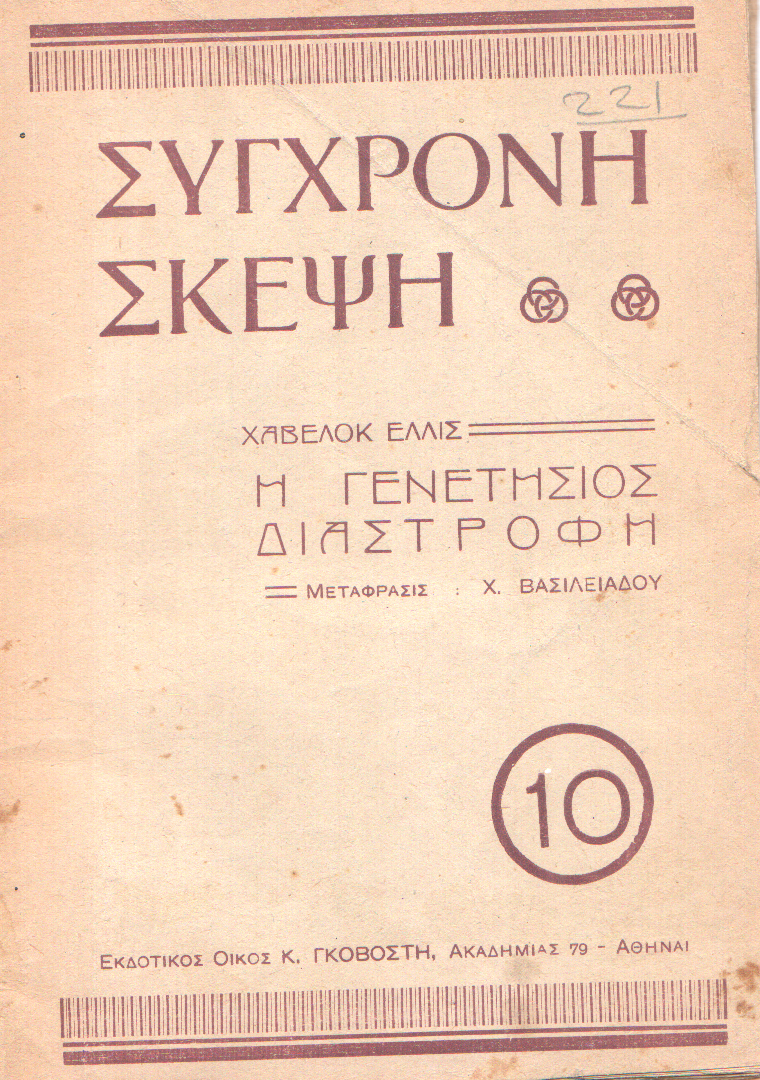 221
ΣΥΓΧΡΟΝΗ
ΣΚΕΨΗ
ΧΑΒΕΛΟΚ ΕΛΛΙΣ
Η ΓΕΝΕΤΗΣΙΟΣ
ΔΙΑΣΤΡΟΦΗ
ΜΕΤΑΦΡΑΣΙΣ : Χ. ΒΑΣΙΛΕΙΑΔΟΥ
10
ΕΚΔΟΤΙΚΟΣ ΟΙΚΟΣ Κ. ΓΚΟΒΟΣΤΗ, ΑΚΑΔΗΜΙΑΣ 79 - ΑΘΗΝΑΙ